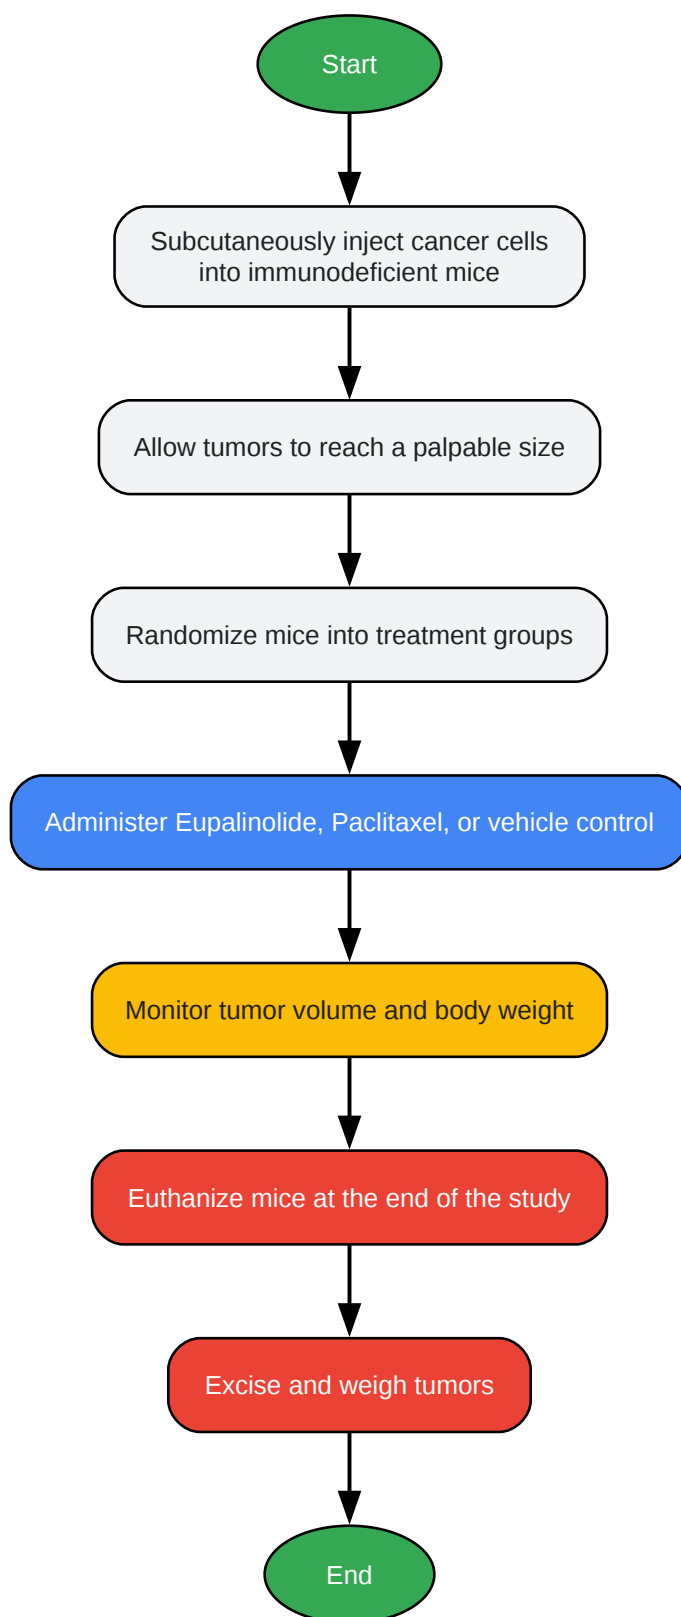 Start
Subcutaneously inject cancer cells
into immunodeficient mice
Allow tumors to reach a palpable size
Randomize mice into treatment groups
Administer Eupalinolide, Paclitaxel, or vehicle control
Monitor tumor volume and body weight
Euthanize mice at the end of the study
Excise and weigh tumors
End